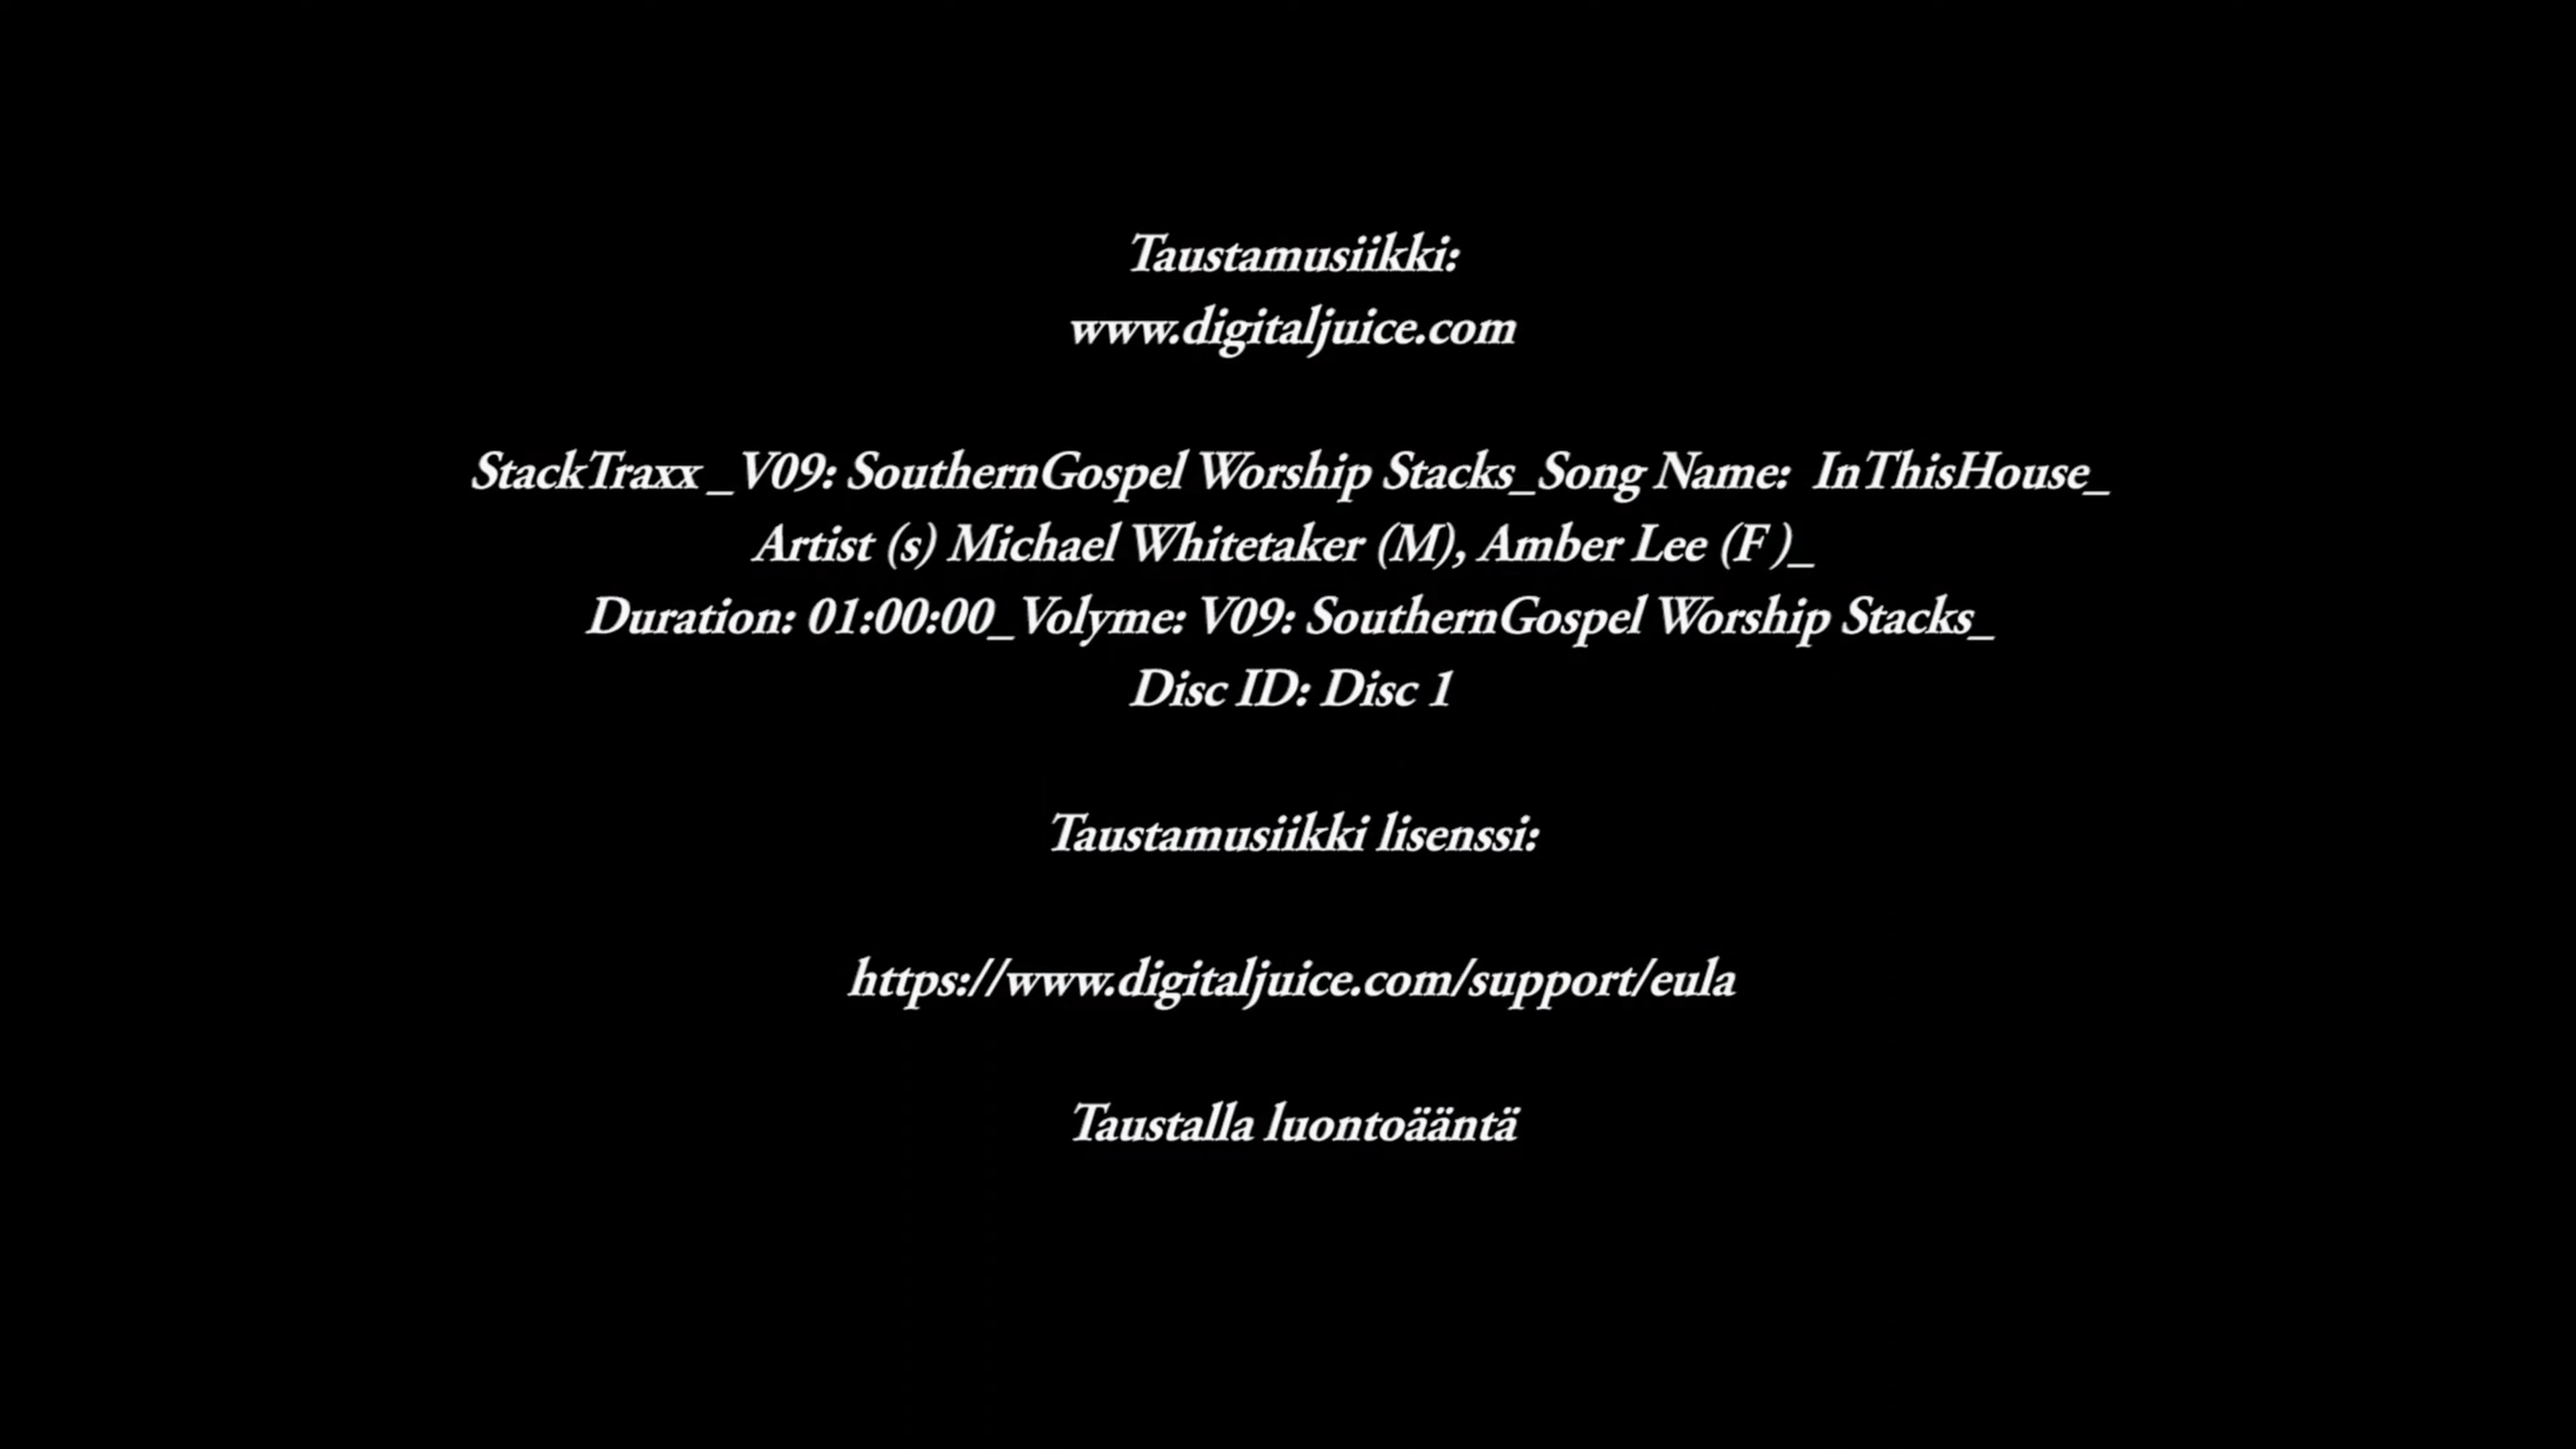 Taustamusiikki:
www.digitaljuice.com
StackTraxx _V09: SouthernGospel Worship Stacks_Song Name:  InThisHouse_
Artist (s) Michael Whitetaker (M), Amber Lee (F )_
Duration: 01:00:00_Volyme: V09: SouthernGospel Worship Stacks_
Disc ID: Disc 1
Taustamusiikki lisenssi:
https://www.digitaljuice.com/support/eula
Taustalla luontoääntä